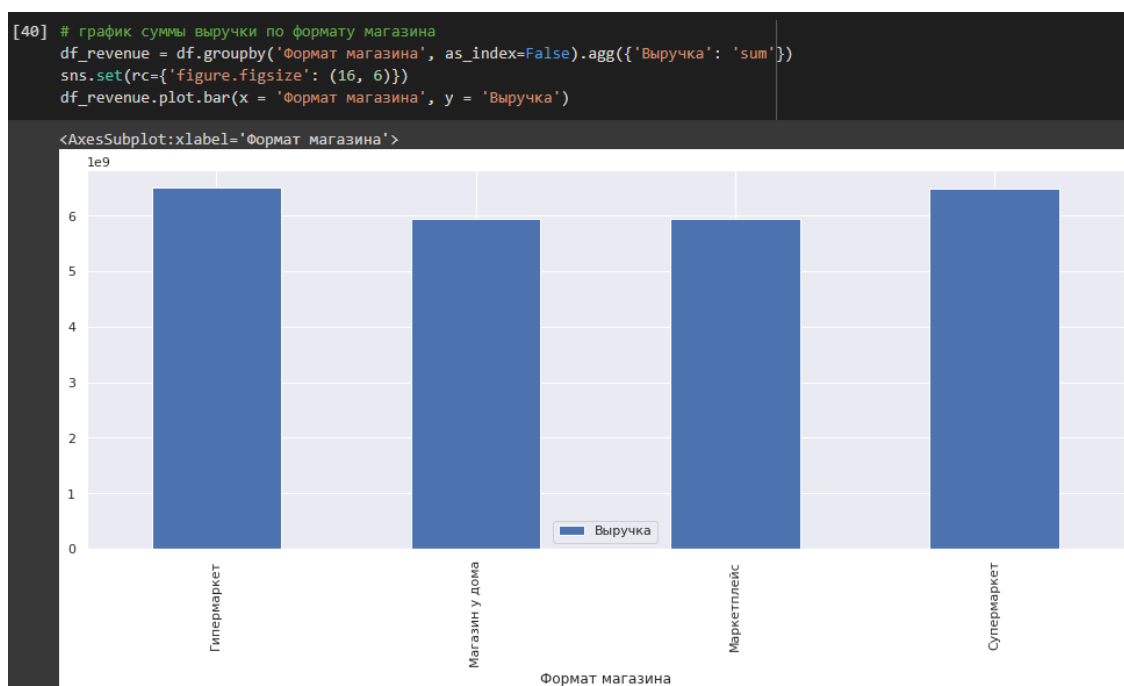 [40] # график суммы выручки по формату магазина
df_revenue = df.groupby('Формат магазина', as_index=False).agg({'Выручка': 'sum'})
sns.set(rc={'figure.figsize': (16, 6)})
df_revenue.plot.bar(x = 'Формат магазина', y = 'Выручка')
<AxesSubplot:xlabel='Формат магазина'>
1e9
6
5
4
3
2
1
0
Выручка
Гипермаркет
Магазин у дома
Маркетплейс
Супермаркет
Формат магазина